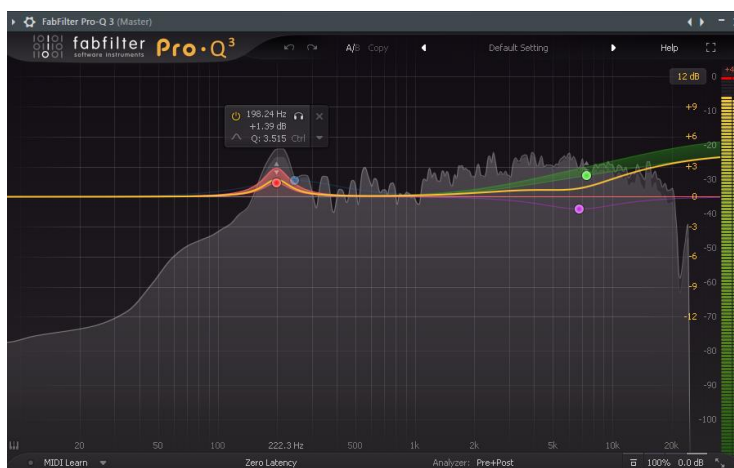 FabFilter Pro-Q 3 (Master)
fabfilter
software instruments
Pro·Q³
A/B Copy
Default Setting
Help
12 dB 0 +4
198.24 Hz
+1.39 dB
Q: 3.515 Ctrl
+9 -10
+6 -20
+3 -30
0 -40
-3 -50
-6 -60
-9
-12 -70
-80
-90
-100
20 50 100 222.3 Hz 500 1k 2k 5k 10k 20k
MIDI Learn
Zero Latency
Analyzer: Pre+Post
100% 0.0 dB